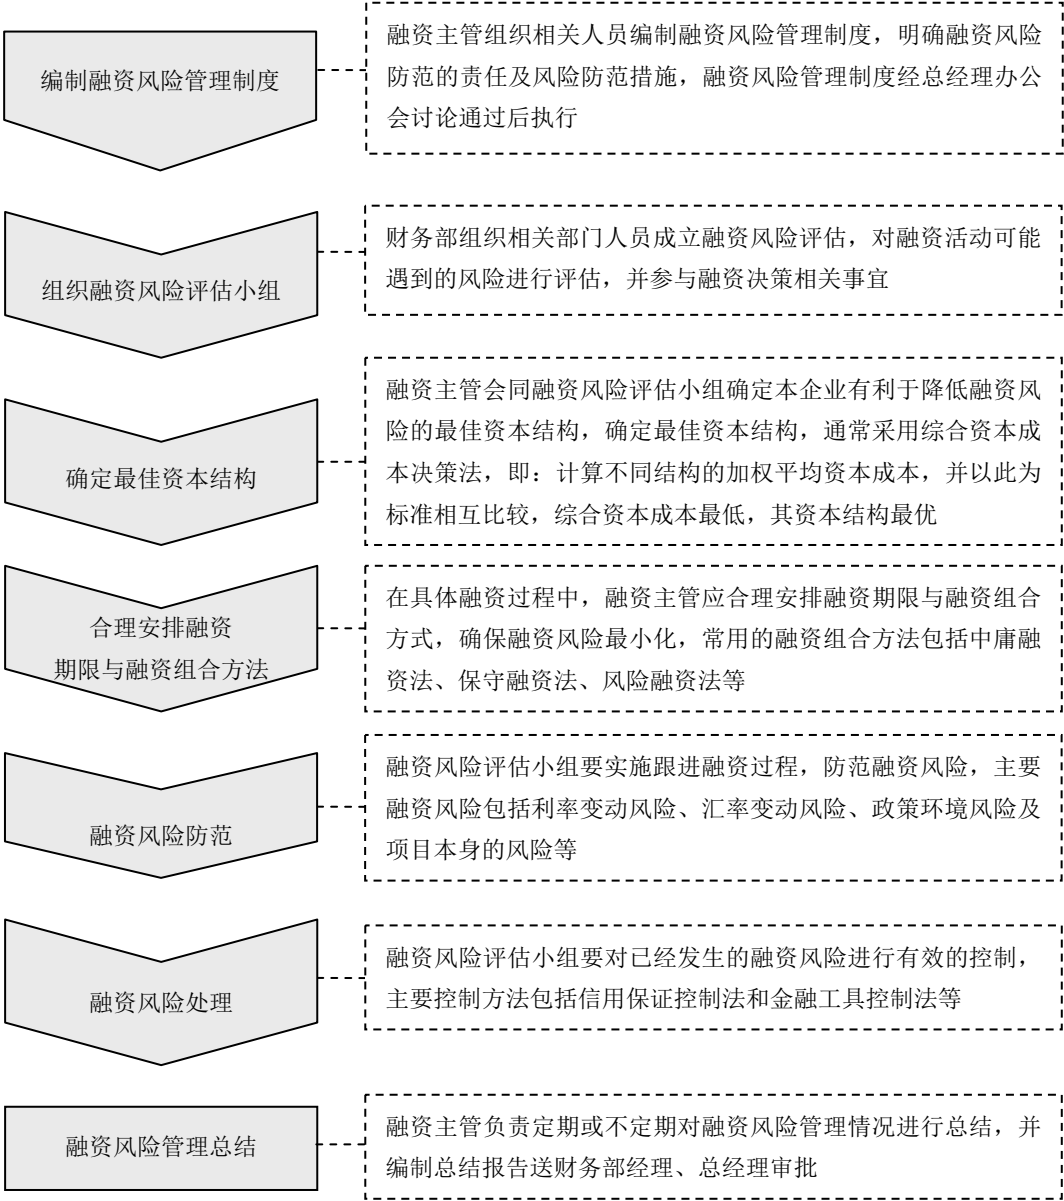 编制融资风险管理制度
融资主管组织相关人员编制融资风险管理制度，明确融资风险
防范的责任及风险防范措施，融资风险管理制度经总经理办公
会讨论通过后执行
组织融资风险评估小组
财务部组织相关部门人员成立融资风险评估，对融资活动可能
遇到的风险进行评估，并参与融资决策相关事宜
确定最佳资本结构
融资主管会同融资风险评估小组确定本企业有利于降低融资风
险的最佳资本结构，确定最佳资本结构，通常采用综合资本成
本决策法，即：计算不同结构的加权平均资本成本，并以此为
标准相互比较，综合资本成本最低，其资本结构最优
合理安排融资
期限与融资组合方法
在具体融资过程中，融资主管应合理安排融资期限与融资组合
方式，确保融资风险最小化，常用的融资组合方法包括中庸融
资法、保守融资法、风险融资法等
融资风险防范
融资风险评估小组要实施跟进融资过程，防范融资风险，主要
融资风险包括利率变动风险、汇率变动风险、政策环境风险及
项目本身的风险等
融资风险处理
融资风险评估小组要对已经发生的融资风险进行有效的控制，
主要控制方法包括信用保证控制法和金融工具控制法等
融资风险管理总结
融资主管负责定期或不定期对融资风险管理情况进行总结，并
编制总结报告送财务部经理、总经理审批